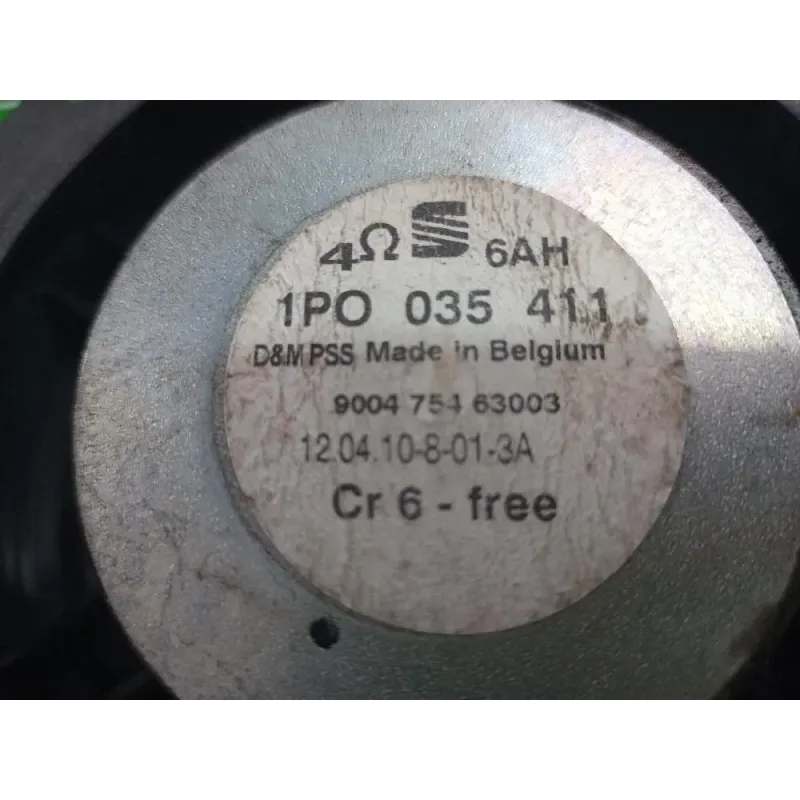 4Ω S 6AH
1PO 035 411
D&M PSS Made in Belgium
9004 754 63003
12.04.10-8-01-3A
Cr 6 - free